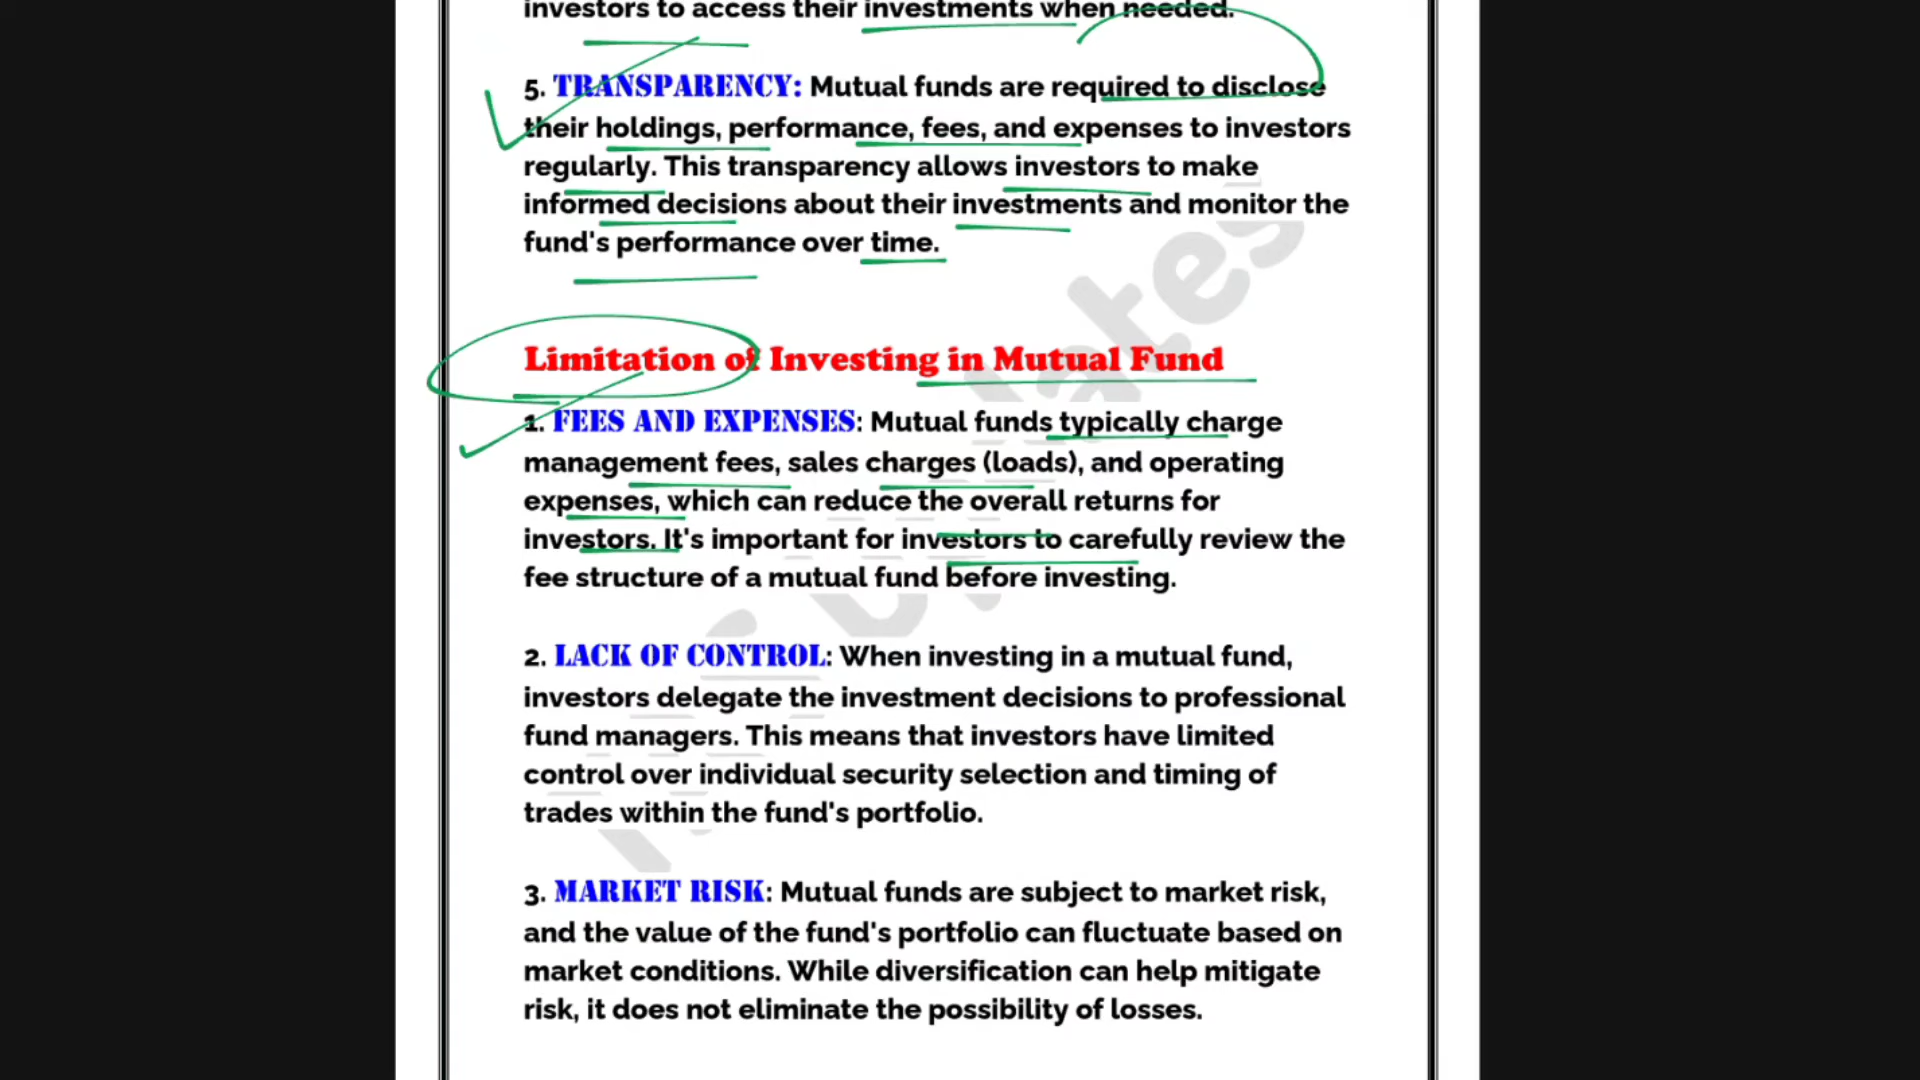 investors to access their investments when needed.
5. TRANSPARENCY: Mutual funds are required to disclose
their holdings, performance, fees, and expenses to investors
regularly. This transparency allows investors to make
informed decisions about their investments and monitor the
fund's performance over time.
Limitation of Investing in Mutual Fund
1. FEES AND EXPENSES: Mutual funds typically charge
management fees, sales charges (loads), and operating
expenses, which can reduce the overall returns for
investors. It's important for investors to carefully review the
fee structure of a mutual fund before investing.
2. LACK OF CONTROL: When investing in a mutual fund,
investors delegate the investment decisions to professional
fund managers. This means that investors have limited
control over individual security selection and timing of
trades within the fund's portfolio.
3. MARKET RISK: Mutual funds are subject to market risk,
and the value of the fund's portfolio can fluctuate based on
market conditions. While diversification can help mitigate
risk, it does not eliminate the possibility of losses.